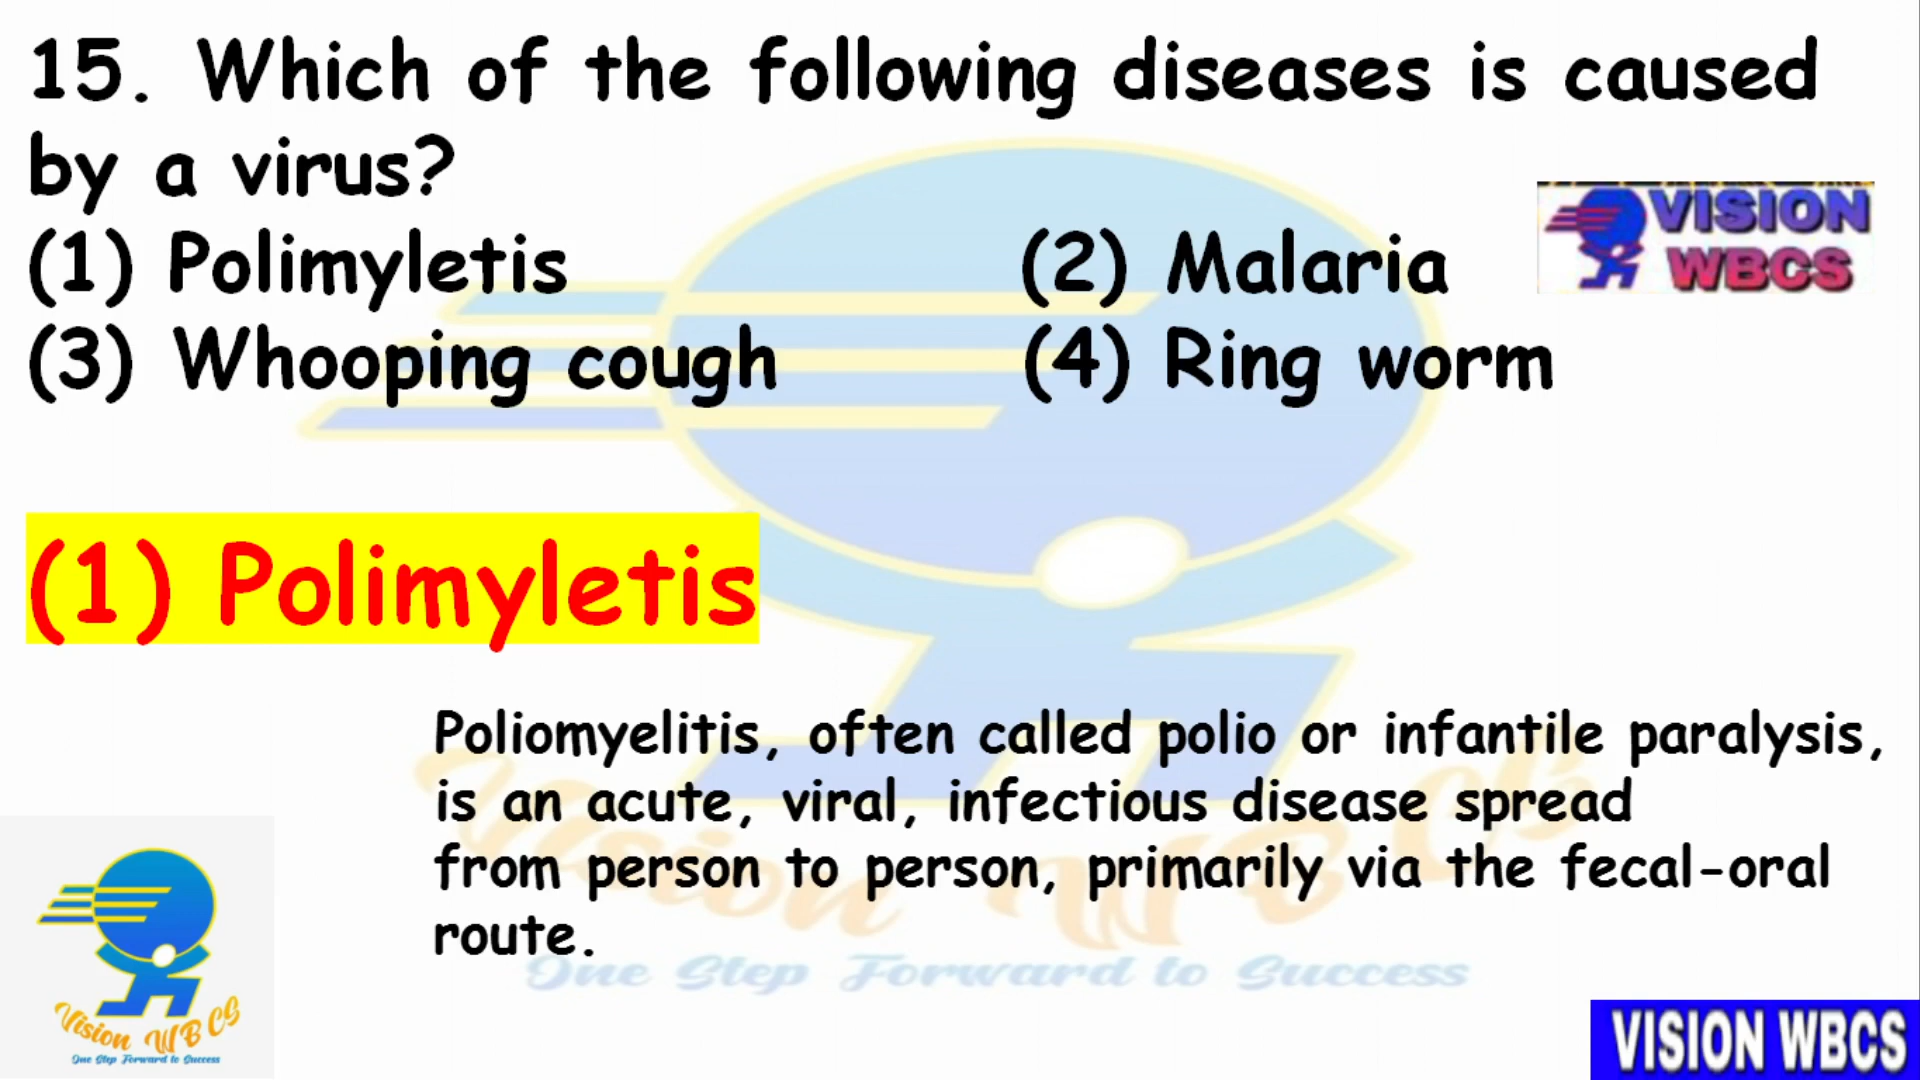 15. Which of the following diseases is caused
by a virus?
(1) Polimyletis (2) Malaria
(3) Whooping cough (4) Ring worm
VISION
WBCS
(1) Polimyletis
Poliomyelitis, often called polio or infantile paralysis,
is an acute, viral, infectious disease spread
from person to person, primarily via the fecal-oral
route.
Vision WBCS
One Step Forward to Success
Vision WBCS
One Step Forward to Success
VISION WBCS